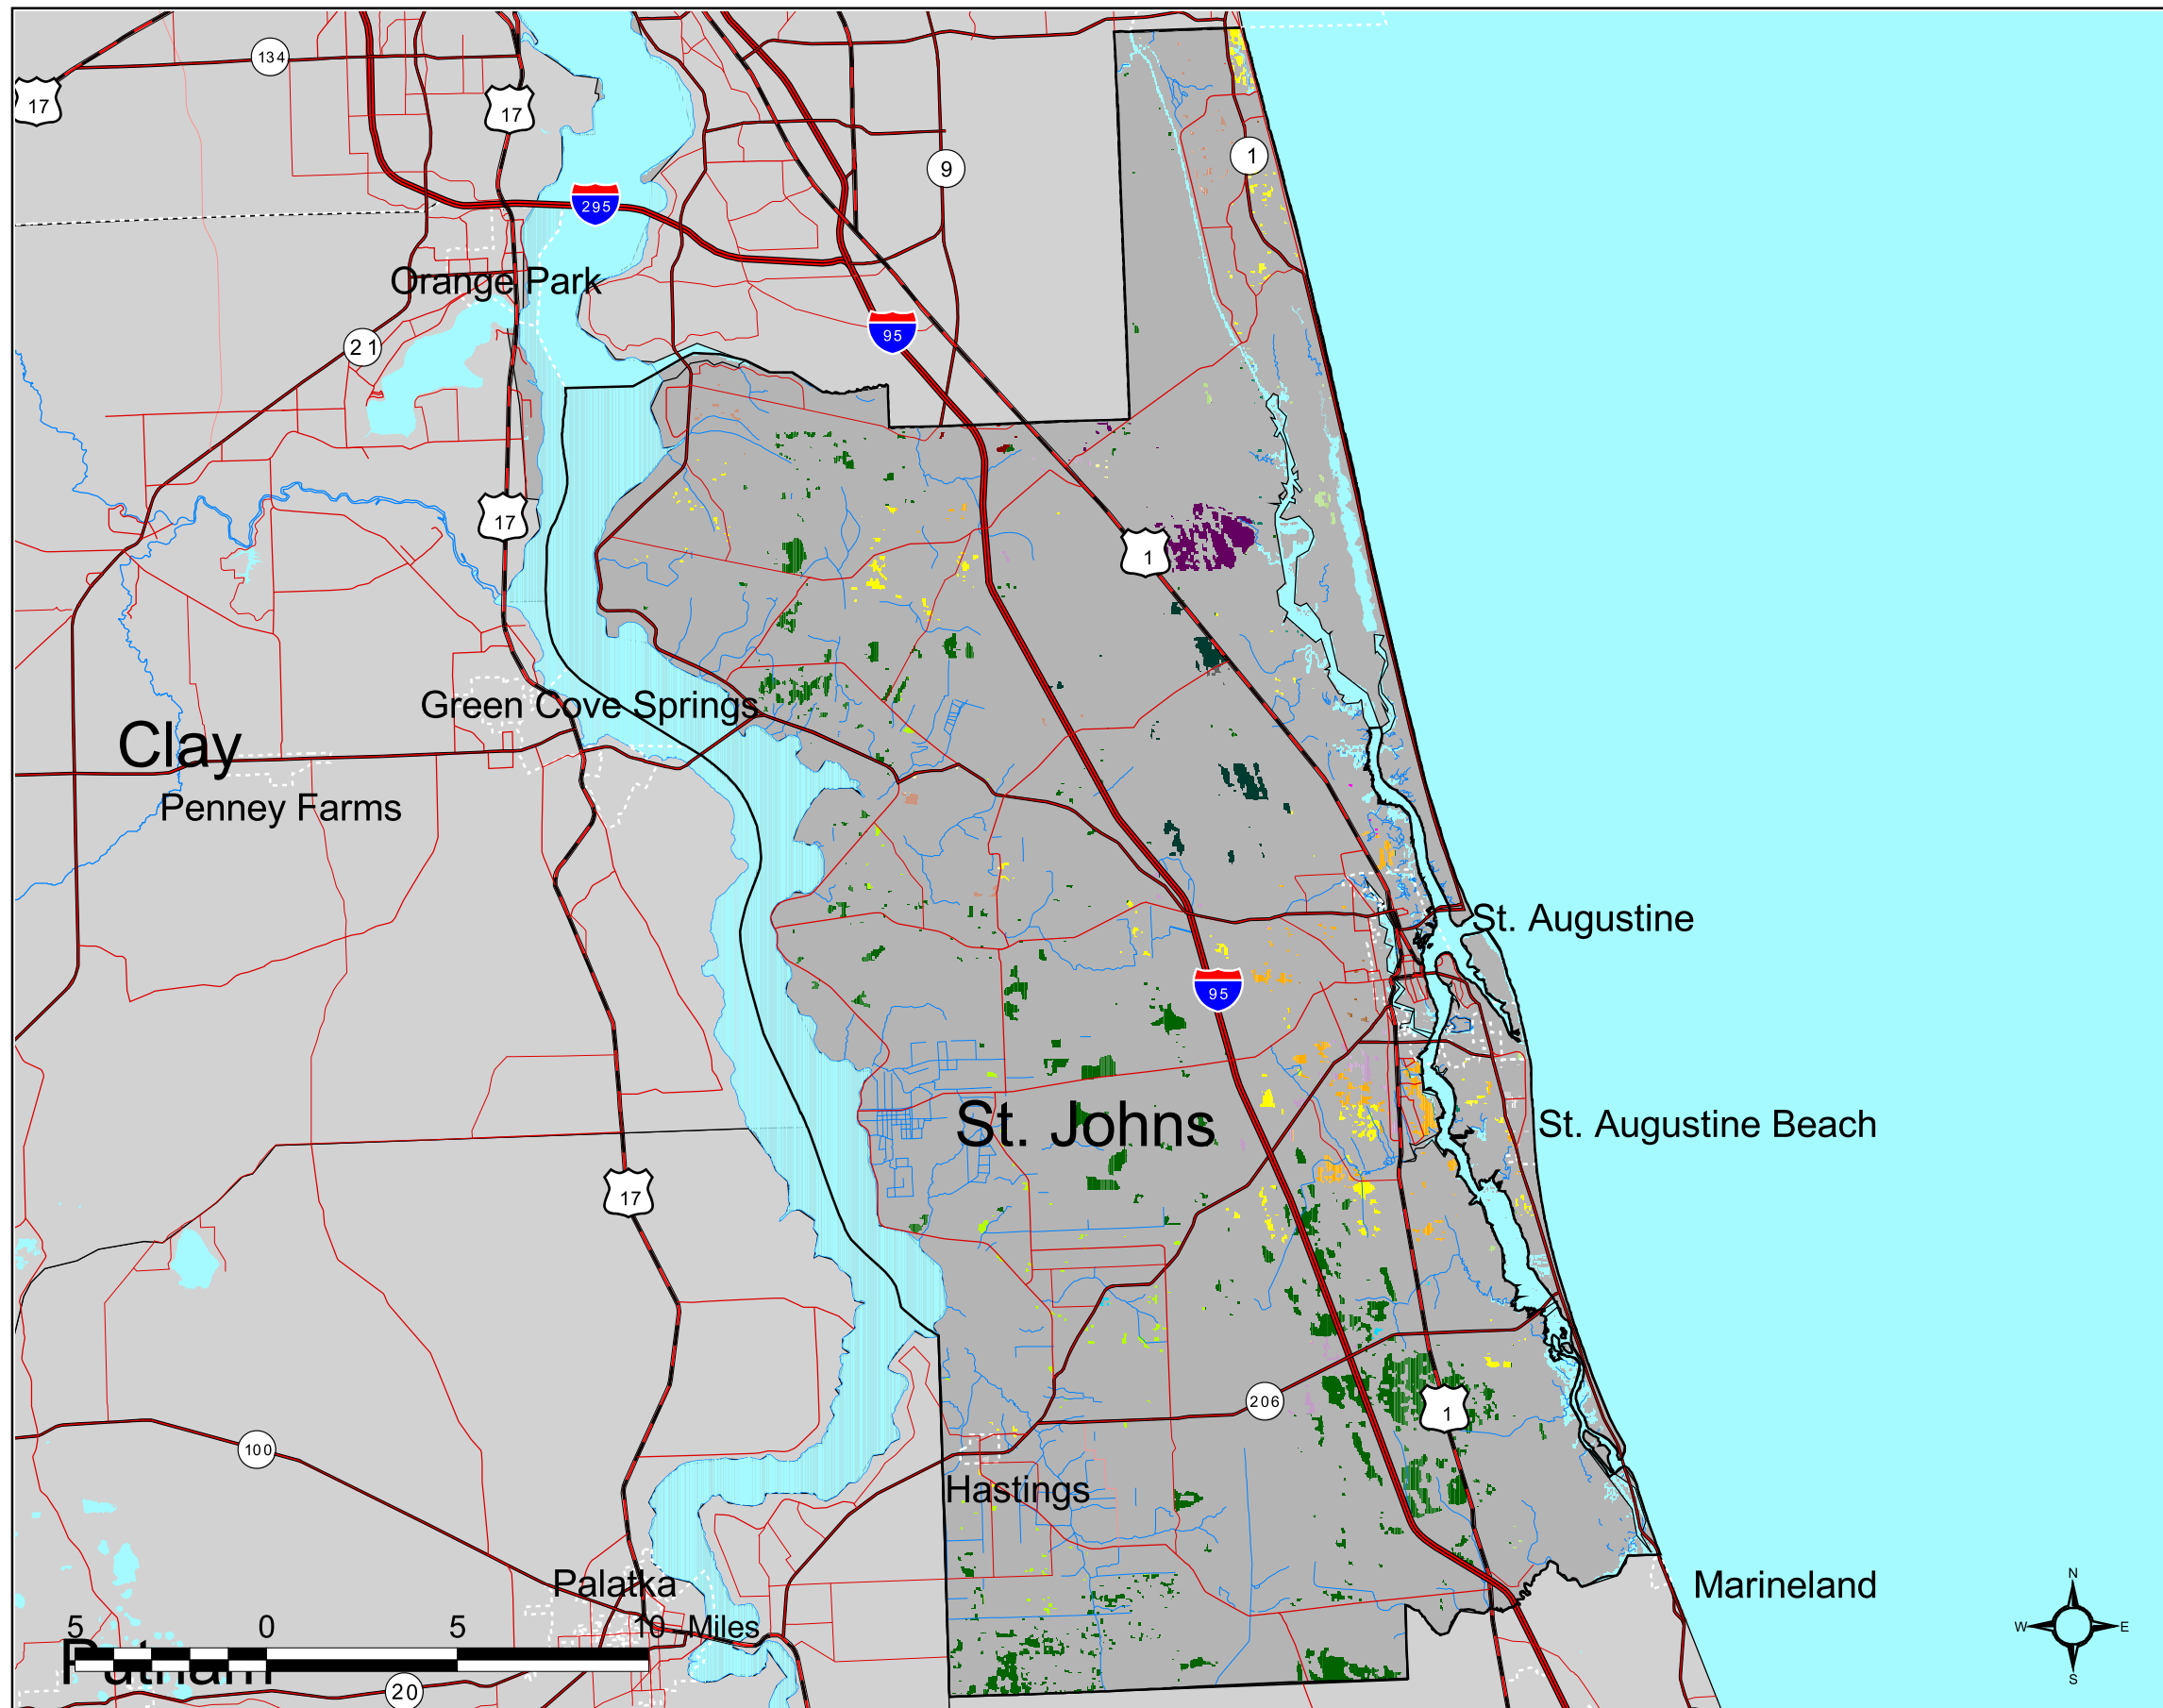 134
17
17
9
1
295
Orange Park
95
21
17
1
Green Cove Springs
Clay
Penney Farms
St. Augustine
95
St. Johns
St. Augustine Beach
17
206
1
100
Hastings
Palatka
Marineland
N
W E
S
5 0 5 10 Miles
Putnam
20